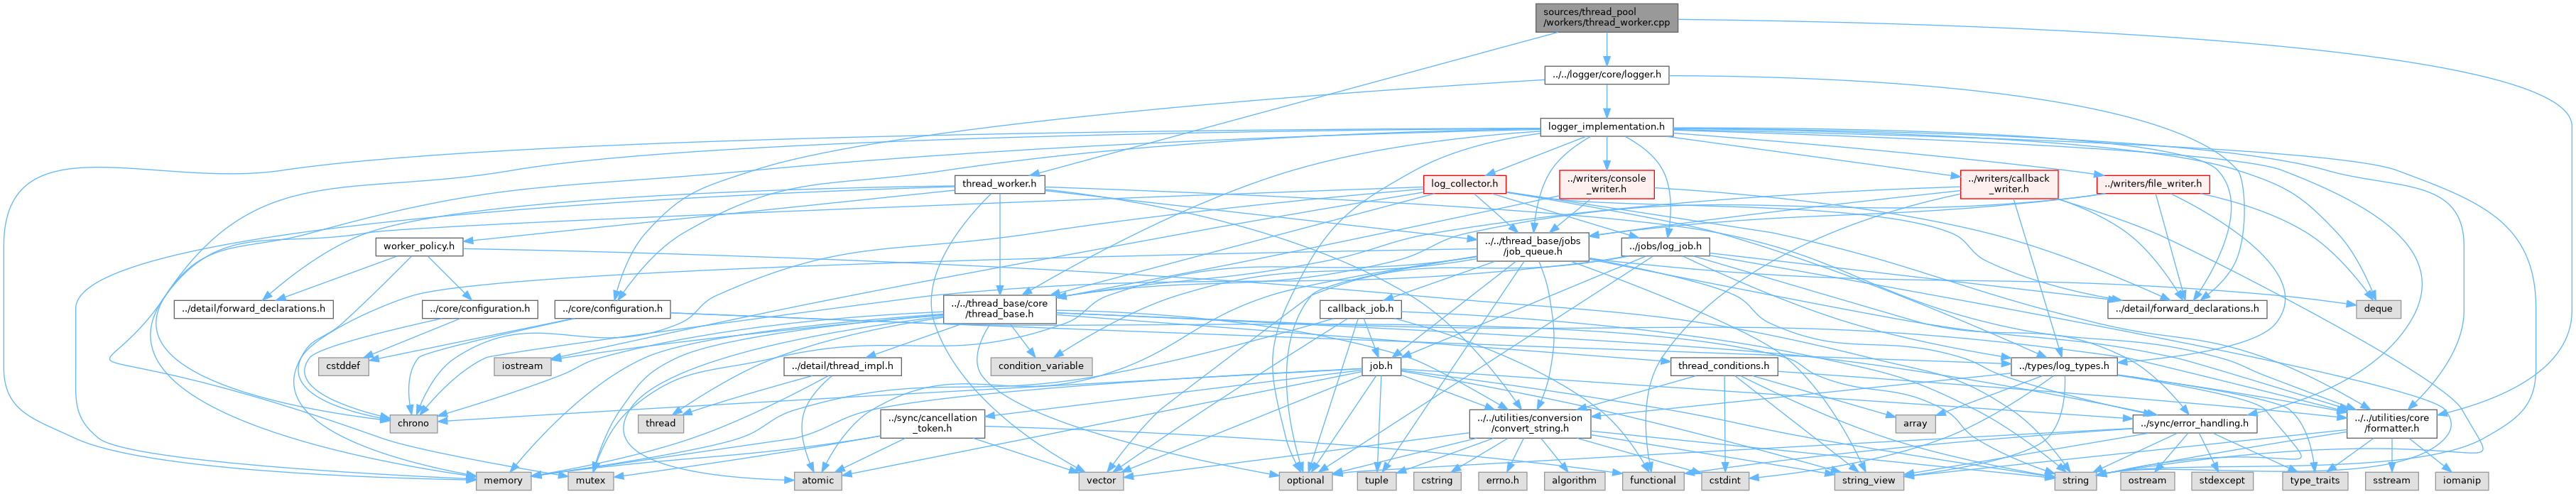 sources/thread_pool
/workers/thread_worker.cpp
../../logger/core/logger.h
logger_implementation.h
thread_worker.h
log_collector.h
../writers/console
_writer.h
../writers/callback
_writer.h
../writers/file_writer.h
worker_policy.h
../../thread_base/jobs
/job_queue.h
../jobs/log_job.h
../detail/forward_declarations.h
../core/configuration.h
../core/configuration.h
../../thread_base/core
/thread_base.h
callback_job.h
../detail/forward_declarations.h
deque
cstddef
iostream
../detail/thread_impl.h
condition_variable
job.h
thread_conditions.h
../types/log_types.h
chrono
thread
../sync/cancellation
_token.h
../../utilities/conversion
/convert_string.h
array
../sync/error_handling.h
../../utilities/core
/formatter.h
memory
mutex
atomic
vector
optional
tuple
cstring
errno.h
algorithm
functional
cstdint
string_view
string
ostream
stdexcept
type_traits
sstream
iomanip